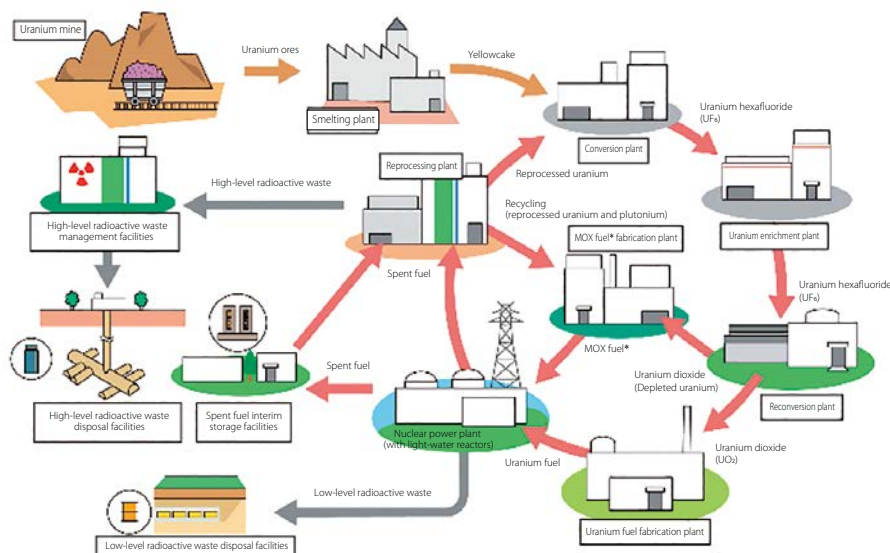 Uranium mine
Uranium ores
Yellowcake
Smelting plant
Uranium hexafluoride
(UF₆)
Conversion plant
Reprocessing plant
Reprocessed uranium
High-level radioactive waste
Recycling
(reprocessed uranium and plutonium)
High-level radioactive waste
management facilities
MOX fuel* fabrication plant
Uranium enrichment plant
Spent fuel
Uranium hexafluoride
(UF₆)
MOX fuel*
Spent fuel
Uranium dioxide
(Depleted uranium)
Reconversion plant
High-level radioactive waste
disposal facilities
Spent fuel interim
storage facilities
Nuclear power plant
(with light-water reactors)
Uranium fuel
Uranium dioxide
(UO₂)
Low-level radioactive waste
Uranium fuel fabrication plant
Low-level radioactive waste disposal facilities